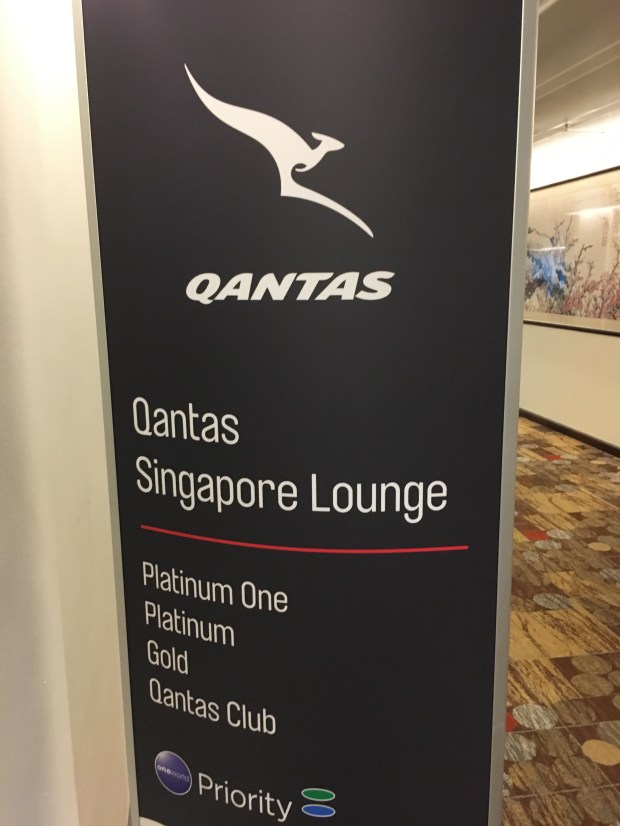 QANTAS
Qantas
Singapore Lounge
Platinum One
Platinum
Gold
Qantas Club
oneworld Priority